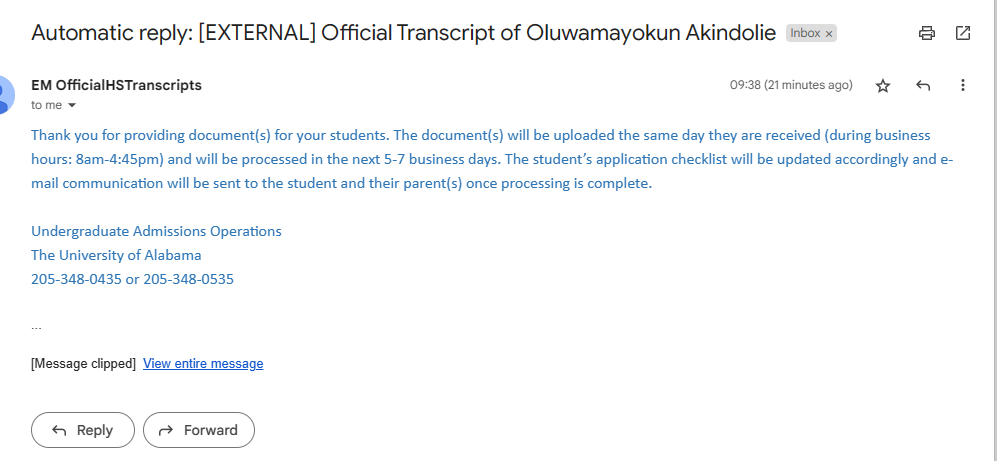 Automatic reply: [EXTERNAL] Official Transcript of Oluwamayokun Akindolie Inbox ×
EM OfficialHSTranscripts 09:38 (21 minutes ago)
to me
Thank you for providing document(s) for your students. The document(s) will be uploaded the same day they are received (during business
hours: 8am-4:45pm) and will be processed in the next 5-7 business days. The student’s application checklist will be updated accordingly and e-
mail communication will be sent to the student and their parent(s) once processing is complete.
Undergraduate Admissions Operations
The University of Alabama
205-348-0435 or 205-348-0535
...
[Message clipped] View entire message
Reply Forward